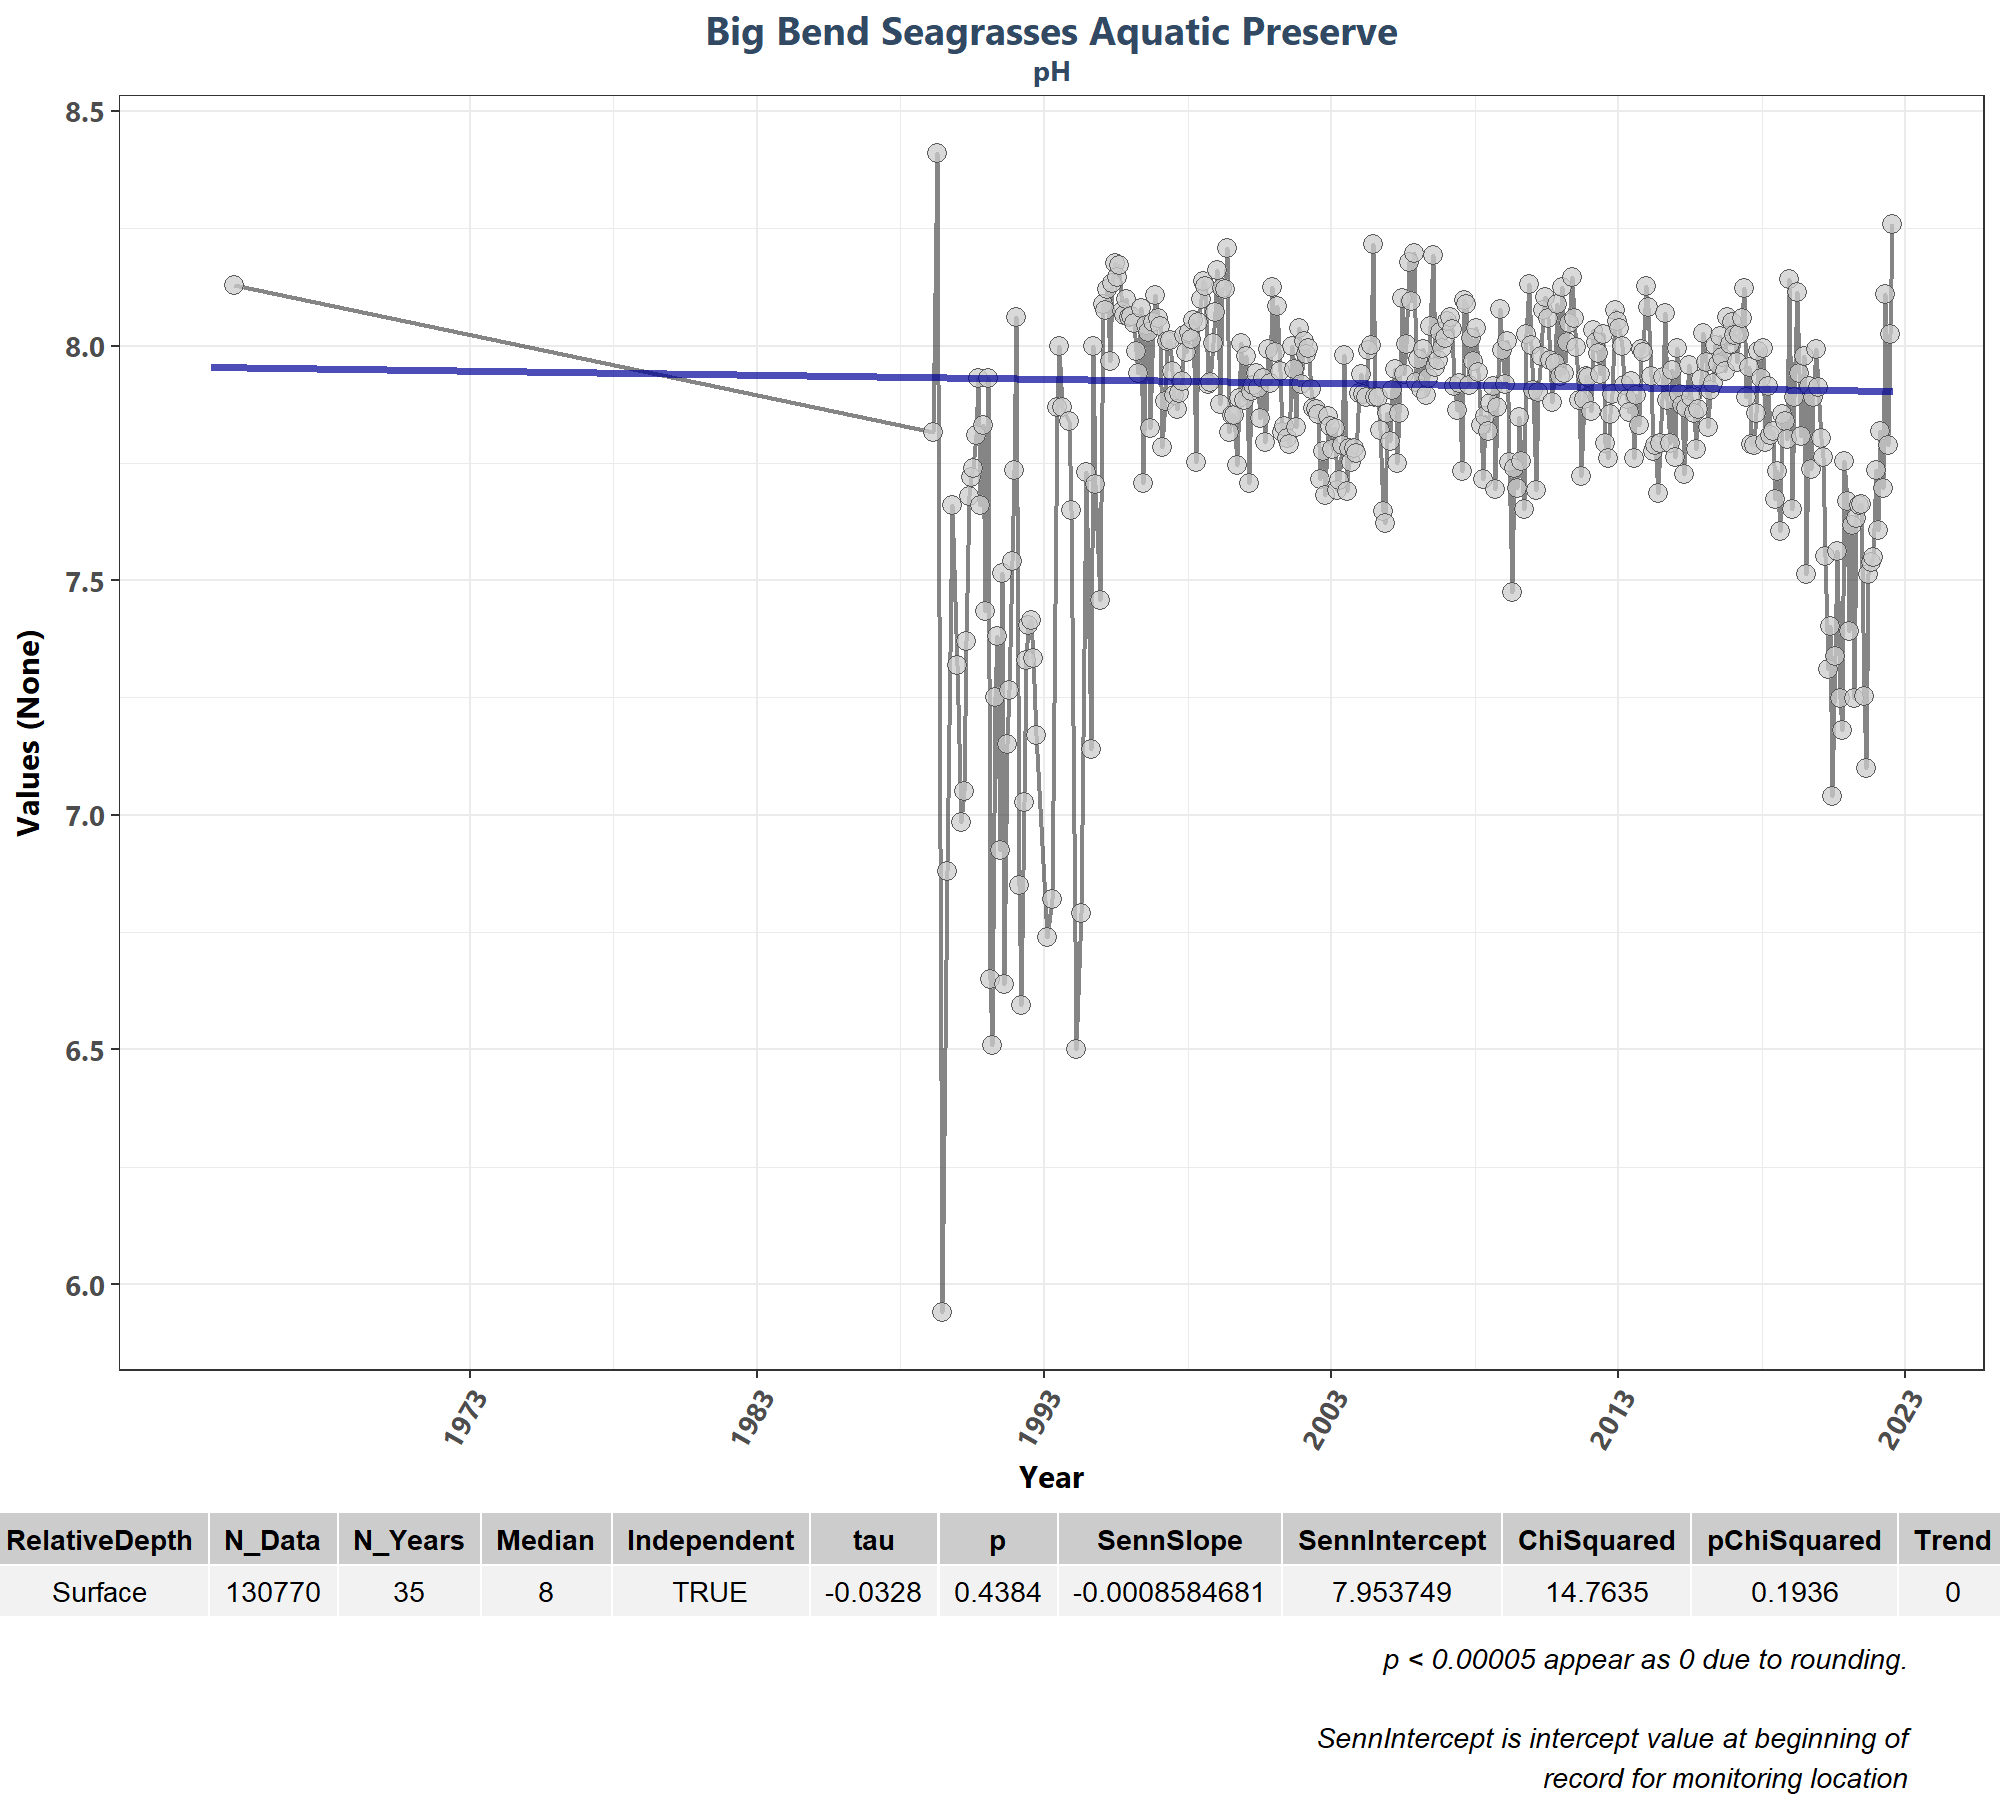 Big Bend Seagrasses Aquatic Preserve
pH
8.5
8.0
7.5
7.0
6.5
6.0
Values (None)
1973
1983
1993
2003
2013
2023
Year
RelativeDepth N_Data N_Years Median Independent tau p SennSlope SennIntercept ChiSquared pChiSquared Trend
Surface 130770 35 8 TRUE -0.0328 0.4384 -0.0008584681 7.953749 14.7635 0.1936 0
p < 0.00005 appear as 0 due to rounding.
SennIntercept is intercept value at beginning of
record for monitoring location